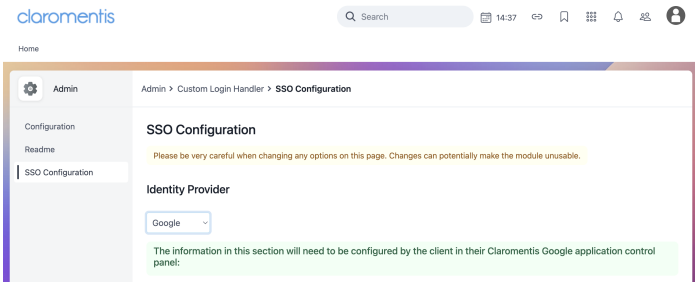 claromentis
Search
14:37
Home
Admin
Admin > Custom Login Handler > SSO Configuration
Configuration
Readme
SSO Configuration
SSO Configuration
Please be very careful when changing any options on this page. Changes can potentially make the module unusable.
Identity Provider
Google
The information in this section will need to be configured by the client in their Claromentis Google application control
panel: